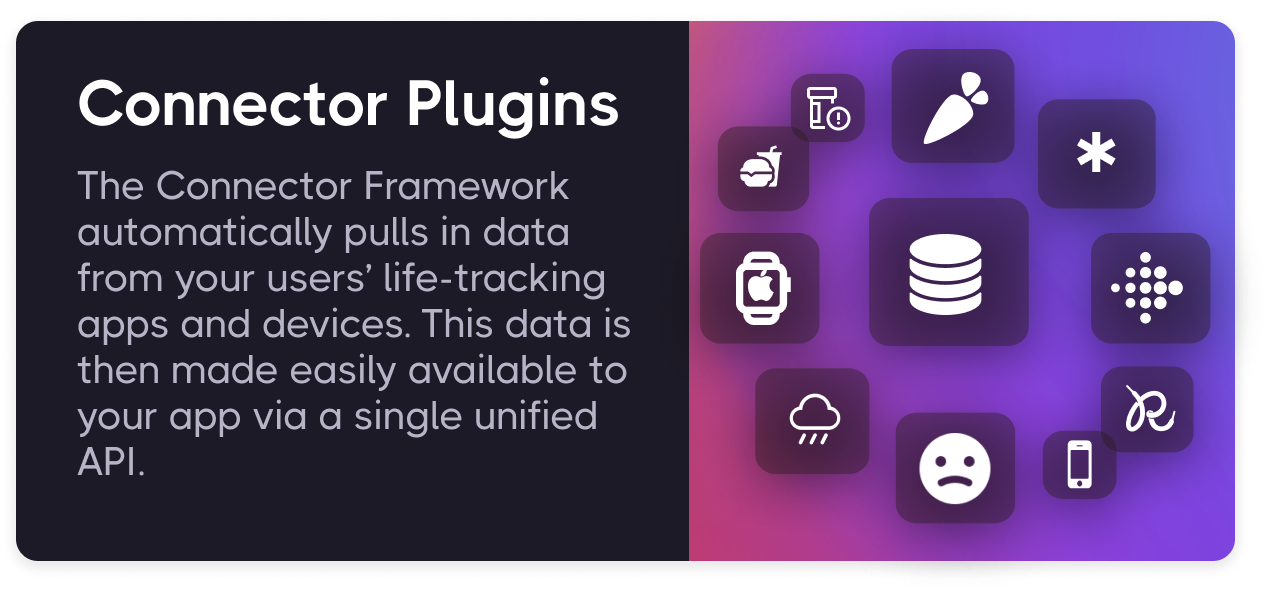 Connector Plugins
The Connector Framework
automatically pulls in data
from your users’ life-tracking
apps and devices. This data is
then made easily available to
your app via a single unified
API.